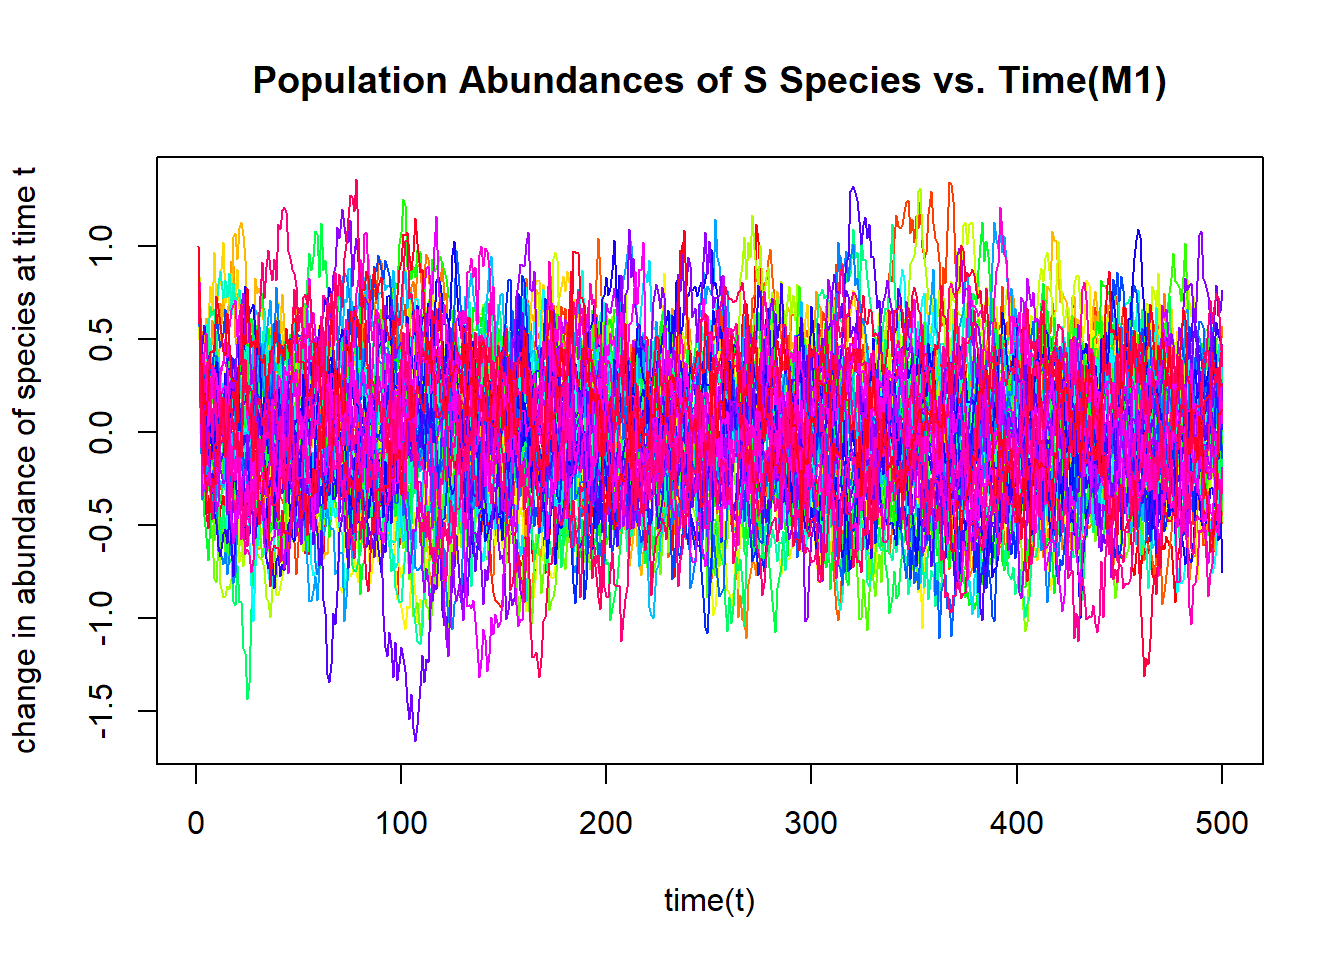 Population Abundances of S Species vs. Time(M1)
change in abundance of species at time t
1.0
0.5
0.0
-0.5
-1.0
-1.5
0 100 200 300 400 500
time(t)